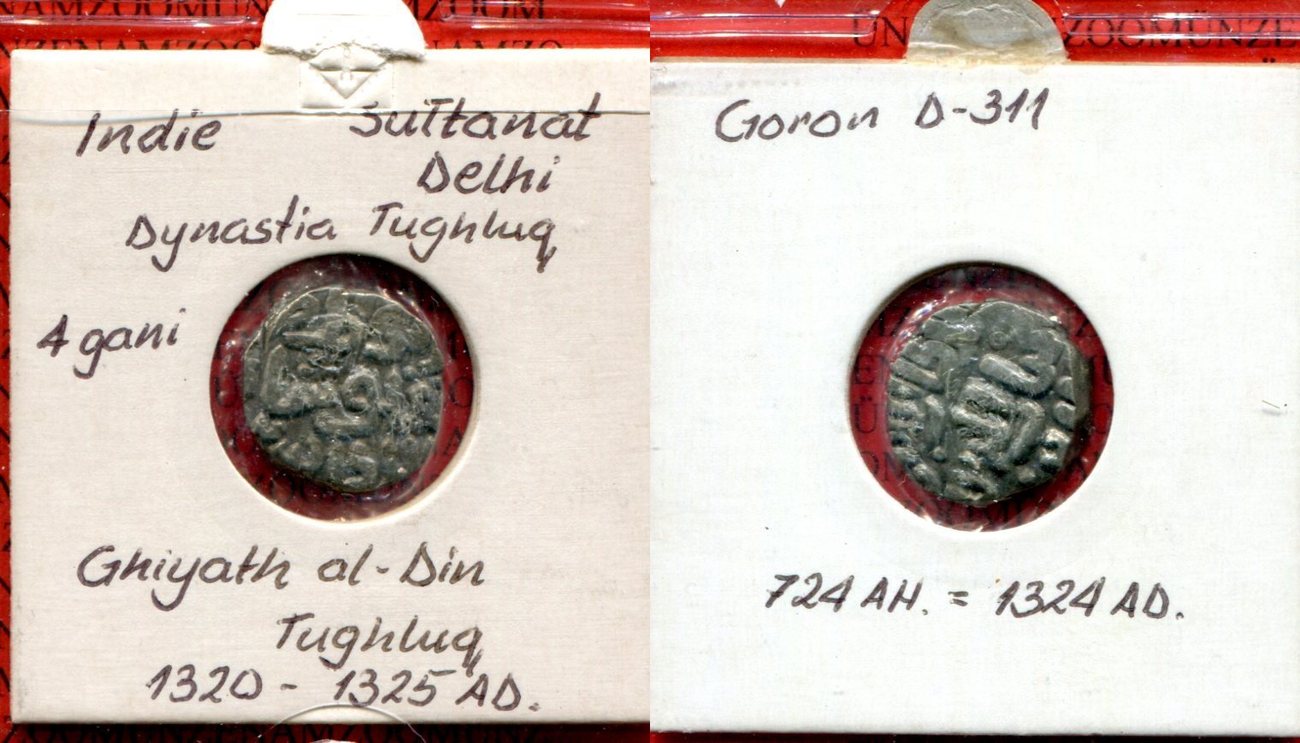 Indie Sułtanat
Delhi
Dynastia Tughluq
4 gani
Ghiyath al-Din
Tughluq
1320 - 1325 AD.
Goron D-311
724 AH. = 1324 AD.